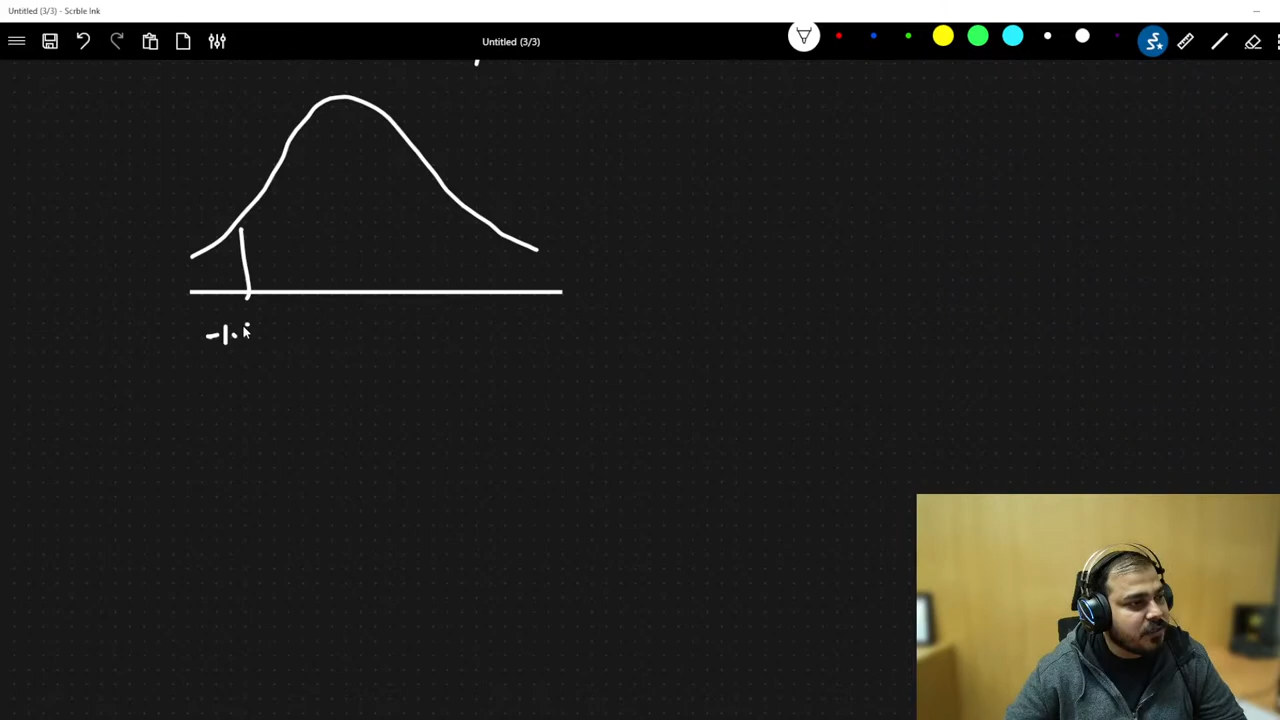 Untitled (3/3) - Scrble Ink
Untitled (3/3)
-1.